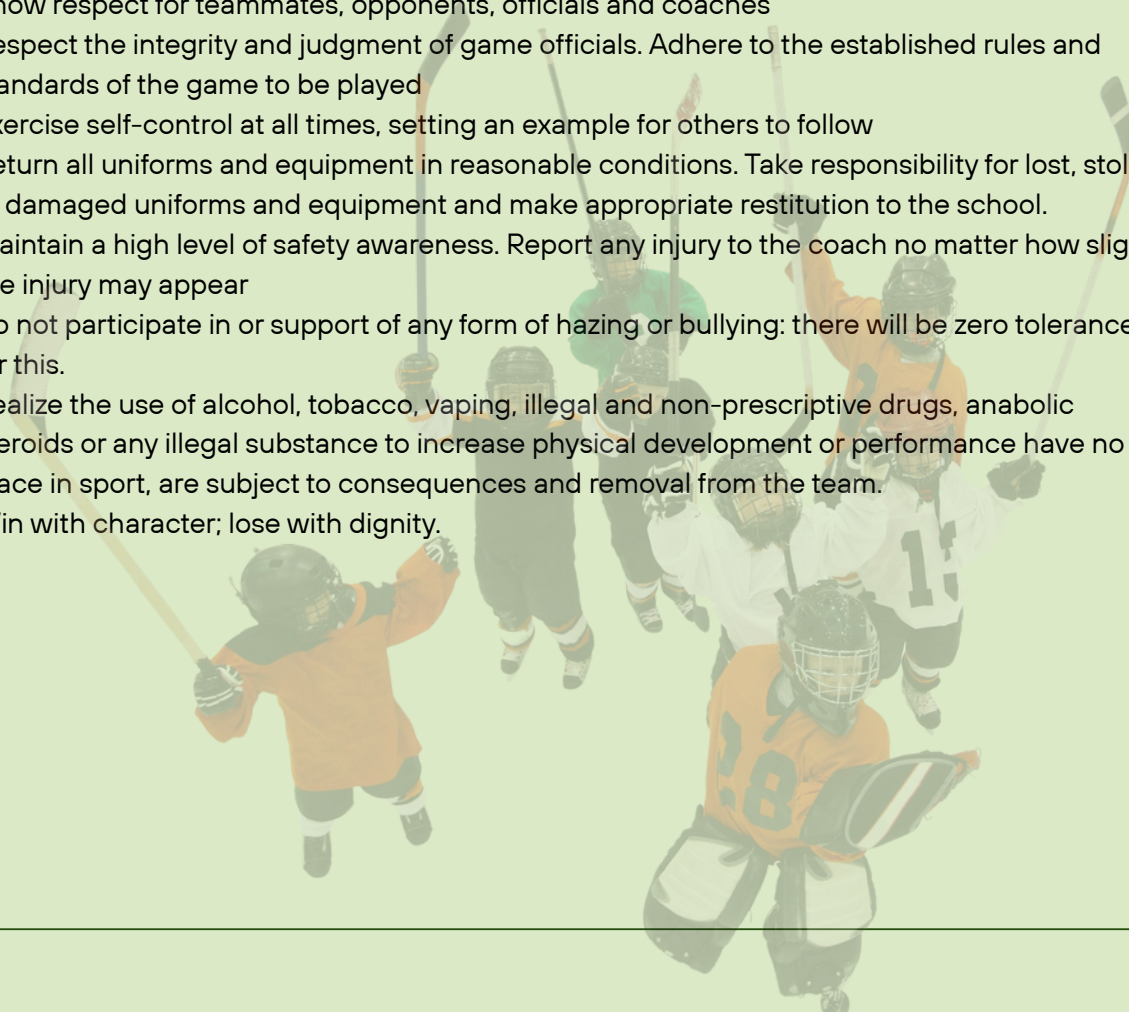 how respect for teammates, opponents, officials and coaches
espect the integrity and judgment of game officials. Adhere to the established rules and
andards of the game to be played
xercise self-control at all times, setting an example for others to follow
eturn all uniforms and equipment in reasonable conditions. Take responsibility for lost, stol
damaged uniforms and equipment and make appropriate restitution to the school.
aintain a high level of safety awareness. Report any injury to the coach no matter how slig
e injury may appear
o not participate in or support of any form of hazing or bullying: there will be zero tolerance
r this.
ealize the use of alcohol, tobacco, vaping, illegal and non-prescriptive drugs, anabolic
eroids or any illegal substance to increase physical development or performance have no
ace in sport, are subject to consequences and removal from the team.
in with character; lose with dignity.
28